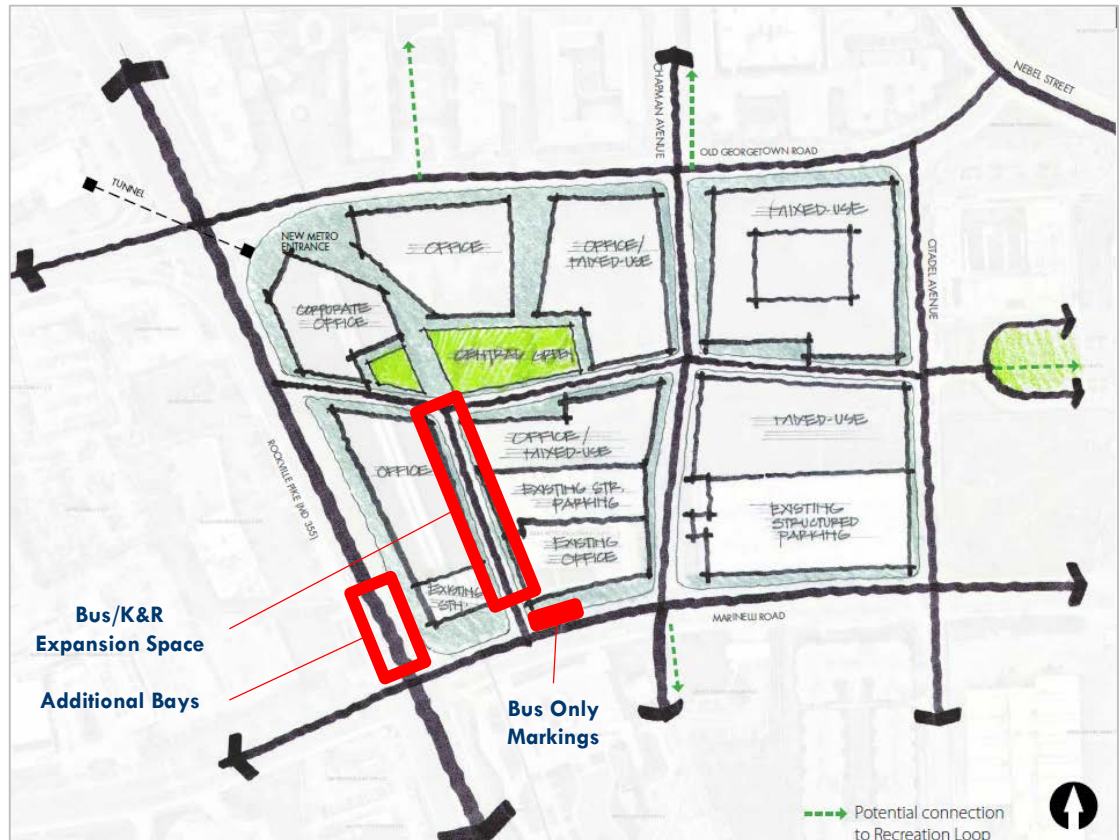 NEBEL STREET
CHAPMAN AVENUE
OLD GEORGETOWN ROAD
TUNNEL
NEW METRO
ENTRANCE
OFFICE
OFFICE/
MIXED-USE
MIXED-USE
CITADEL AVENUE
CORPORATE
OFFICE
CENTRAL GREEN
ROCKVILLE PIKE (MD 355)
OFFICE
OFFICE/
MIXED-USE
MIXED-USE
EXISTING STR.
PARKING
EXISTING
STRUCTURED
PARKING
EXISTING
OFFICE
EXISTING
Bus/K&R
Expansion Space
MARINELLI ROAD
Additional Bays
Bus Only
Markings
Potential connection
to Recreation Loop